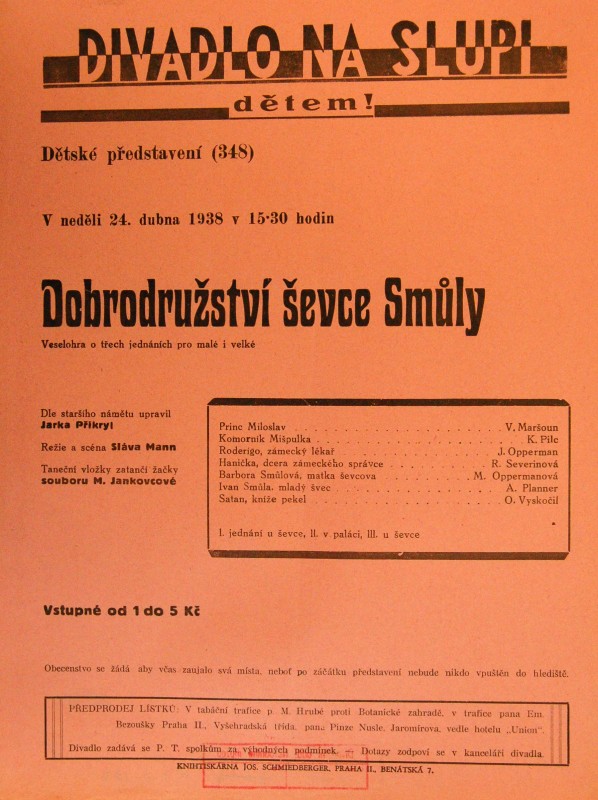 DIVADLO NA SLUPI
dětem!
Dětské představení (348)
V neděli 24. dubna 1938 v 15·30 hodin
Dobrodružství ševce Smůly
Veselohra o třech jednáních pro malé i velké
Dle staršího námětu upravil
Jarka Přikryl
Režie a scéna Sláva Mann
Taneční vložky zatančí žačky
souboru M. Jankovcové
Princ Miloslav . . . . . . . . . . V. Maršoun
Komorník Mišpulka . . . . . . . . . . K. Pilc
Roderigo, zámecký lékař . . . . . . . . . . J. Opperman
Hanička, dcera zámeckého správce . . . . . . . . . . R. Severinová
Barbora Smůlová, matka ševcova . . . . . . . . . . M. Oppermanová
Ivan Smůla, mladý švec . . . . . . . . . . A. Planner
Satan, kníže pekel . . . . . . . . . . O. Vyskočil
I. jednání u ševce, II. v paláci, III. u ševce
Vstupné od 1 do 5 Kč
Obecenstvo se žádá aby včas zaujalo svá místa, neboť po záčátku představení nebude nikdo vpuštěn do hlediště.
PŘEDPRODEJ LÍSTKŮ: V tabáční trafice p. M. Hrubé proti Botanické zahradě, v trafice pana Em.
Bezoušky Praha II., Vyšehradská třída, pana Pinze Nusle, Jaromírova, vedle hotelu „Union“.
Divadlo zadává se P. T. spolkům za výhodných podmínek. — Dotazy zodpoví se v kanceláři divadla.
KNIHTISKÁRNA JOS. SCHMIEDBERGER, PRAHA II., BENÁTSKÁ 7.